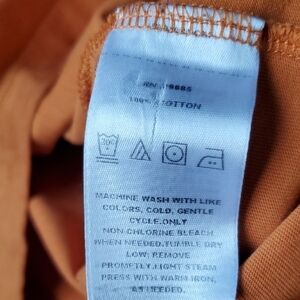 100% COTTON
30°
MACHINE WASH WITH LIKE
COLORS, COLD, GENTLE
CYCLE.ONLY
NON-CHLORINE BLEACH
WHEN NEEDED.TUMBLE DRY
LOW; REMOVE
PROMPTLY.LIGHT STEAM
PRESS WITH WARM IRON,
AS NEEDED.